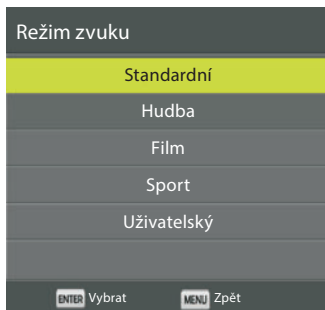 Režim zvuku
Standardní
Hudba
Film
Sport
Uživatelský
ENTER Vybrat MENU Zpět